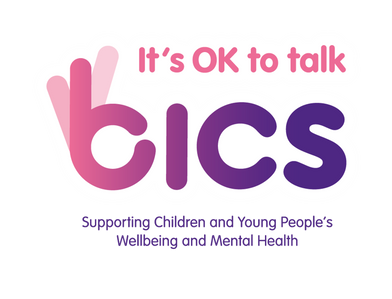 It's OK to talk
bics
Supporting Children and Young People's
Wellbeing and Mental Health